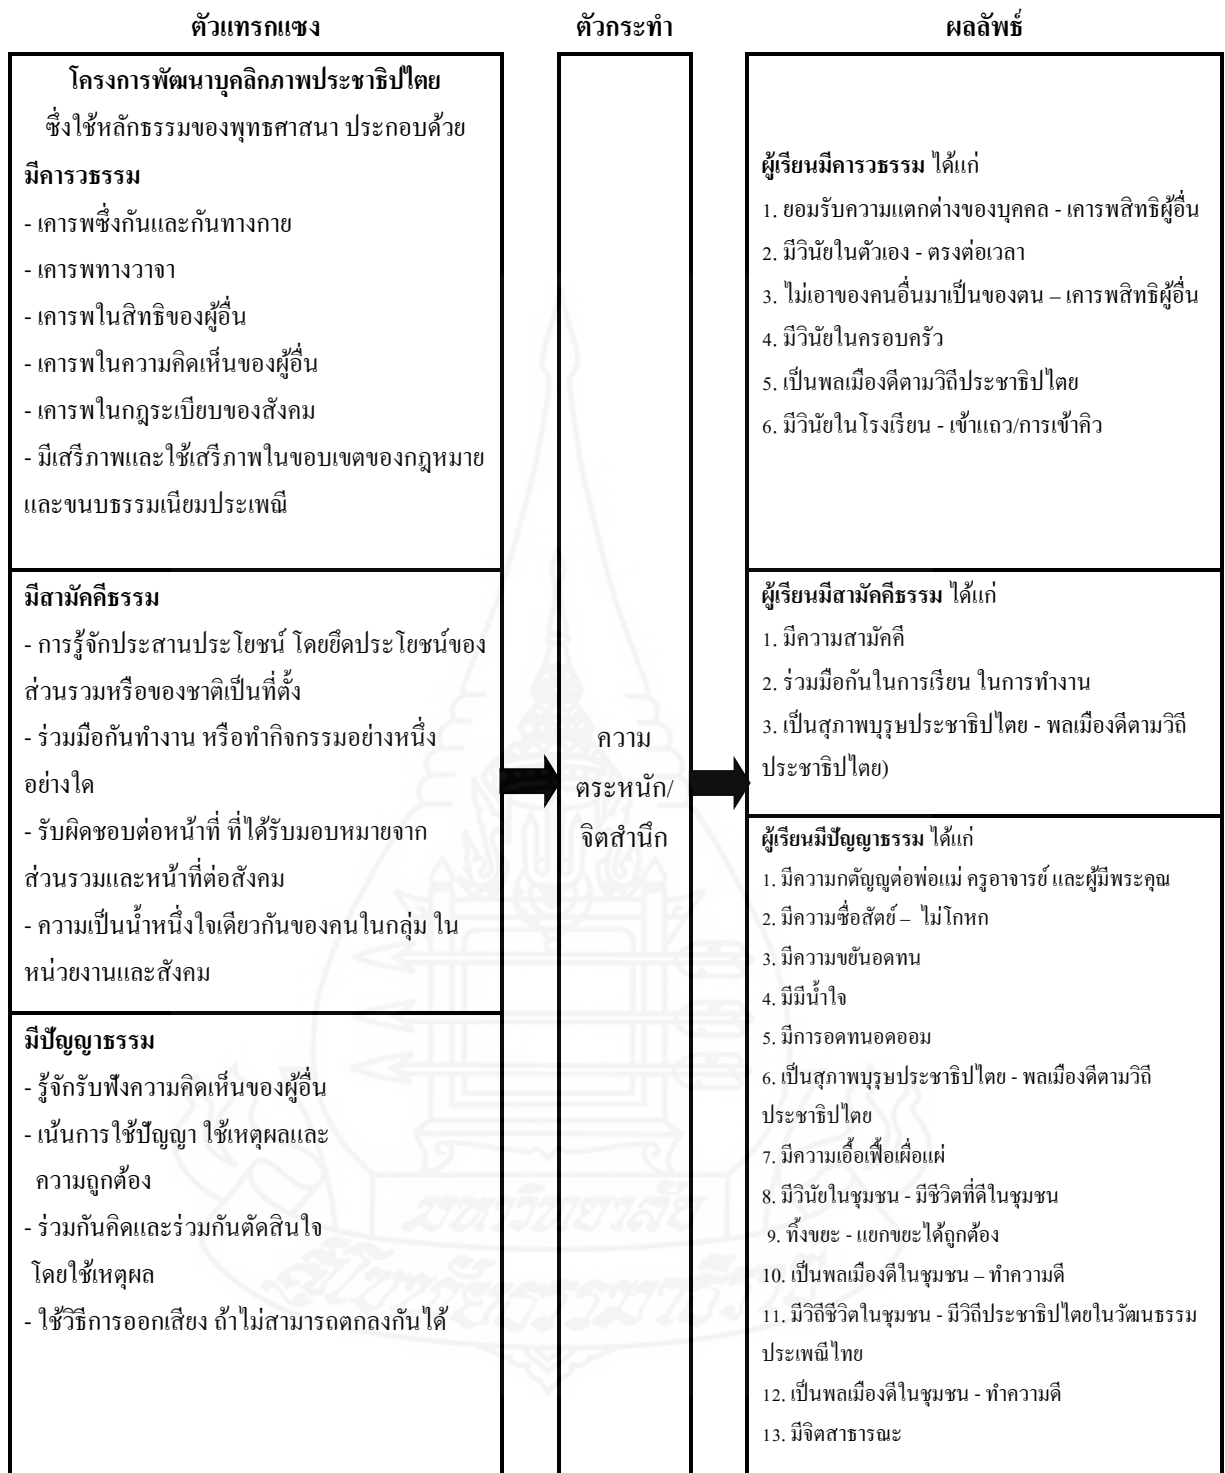 ตัวแทรกแซง
ตัวกระทำ
ผลลัพธ์
โครงการพัฒนาบุคลิกภาพประชาธิปไตย
ซึ่งใช้หลักธรรมของพุทธศาสนา ประกอบด้วย
มีคารวธรรม
- เคารพซึ่งกันและกันทางกาย
- เคารพทางวาจา
- เคารพในสิทธิของผู้อื่น
- เคารพในความคิดเห็นของผู้อื่น
- เคารพในกฎระเบียบของสังคม
- มีเสรีภาพและใช้เสรีภาพในขอบเขตของกฎหมาย
และขนบธรรมเนียมประเพณี
มีสามัคคีธรรม
- การรู้จักประสานประโยชน์ โดยยึดประโยชน์ของ
ส่วนรวมหรือของชาติเป็นที่ตั้ง
- ร่วมมือกันทำงาน หรือทำกิจกรรมอย่างหนึ่ง
อย่างใด
- รับผิดชอบต่อหน้าที่ ที่ได้รับมอบหมายจาก
ส่วนรวมและหน้าที่ต่อสังคม
- ความเป็นน้ำหนึ่งใจเดียวกันของคนในกลุ่ม ใน
หน่วยงานและสังคม
มีปัญญาธรรม
- รู้จักรับฟังความคิดเห็นของผู้อื่น
- เน้นการใช้ปัญญา ใช้เหตุผลและ
ความถูกต้อง
- ร่วมกันคิดและร่วมกันตัดสินใจ
โดยใช้เหตุผล
- ใช้วิธีการออกเสียง ถ้าไม่สามารถตกลงกันได้
ความ
ตระหนัก/
จิตสำนึก
ผู้เรียนมีคารวธรรม ได้แก่
1. ยอมรับความแตกต่างของบุคคล - เคารพสิทธิผู้อื่น
2. มีวินัยในตัวเอง - ตรงต่อเวลา
3. ไม่เอาของคนอื่นมาเป็นของตน – เคารพสิทธิผู้อื่น
4. มีวินัยในครอบครัว
5. เป็นพลเมืองดีตามวิถีประชาธิปไตย
6. มีวินัยในโรงเรียน - เข้าแถว/การเข้าคิว
ผู้เรียนมีสามัคคีธรรม ได้แก่
1. มีความสามัคคี
2. ร่วมมือกันในการเรียน ในการทำงาน
3. เป็นสุภาพบุรุษประชาธิปไตย - พลเมืองดีตามวิถี
ประชาธิปไตย)
ผู้เรียนมีปัญญาธรรม ได้แก่
1. มีความกตัญญูต่อพ่อแม่ ครูอาจารย์ และผู้มีพระคุณ
2. มีความซื่อสัตย์ – ไม่โกหก
3. มีความขยันอดทน
4. มีมีน้ำใจ
5. มีการอดทนอดออม
6. เป็นสุภาพบุรุษประชาธิปไตย - พลเมืองดีตามวิถี
ประชาธิปไตย
7. มีความเอื้อเฟื้อเผื่อแผ่
8. มีวินัยในชุมชน - มีชีวิตที่ดีในชุมชน
9. ทิ้งขยะ - แยกขยะได้ถูกต้อง
10. เป็นพลเมืองดีในชุมชน – ทำความดี
11. มีวิถีชีวิตในชุมชน - มีวิถีประชาธิปไตยในวัฒนธรรม
ประเพณีไทย
12. เป็นพลเมืองดีในชุมชน - ทำความดี
13. มีจิตสาธารณะ
มหาวิทยาลัย
สุโขทัยธรรมาธิราช